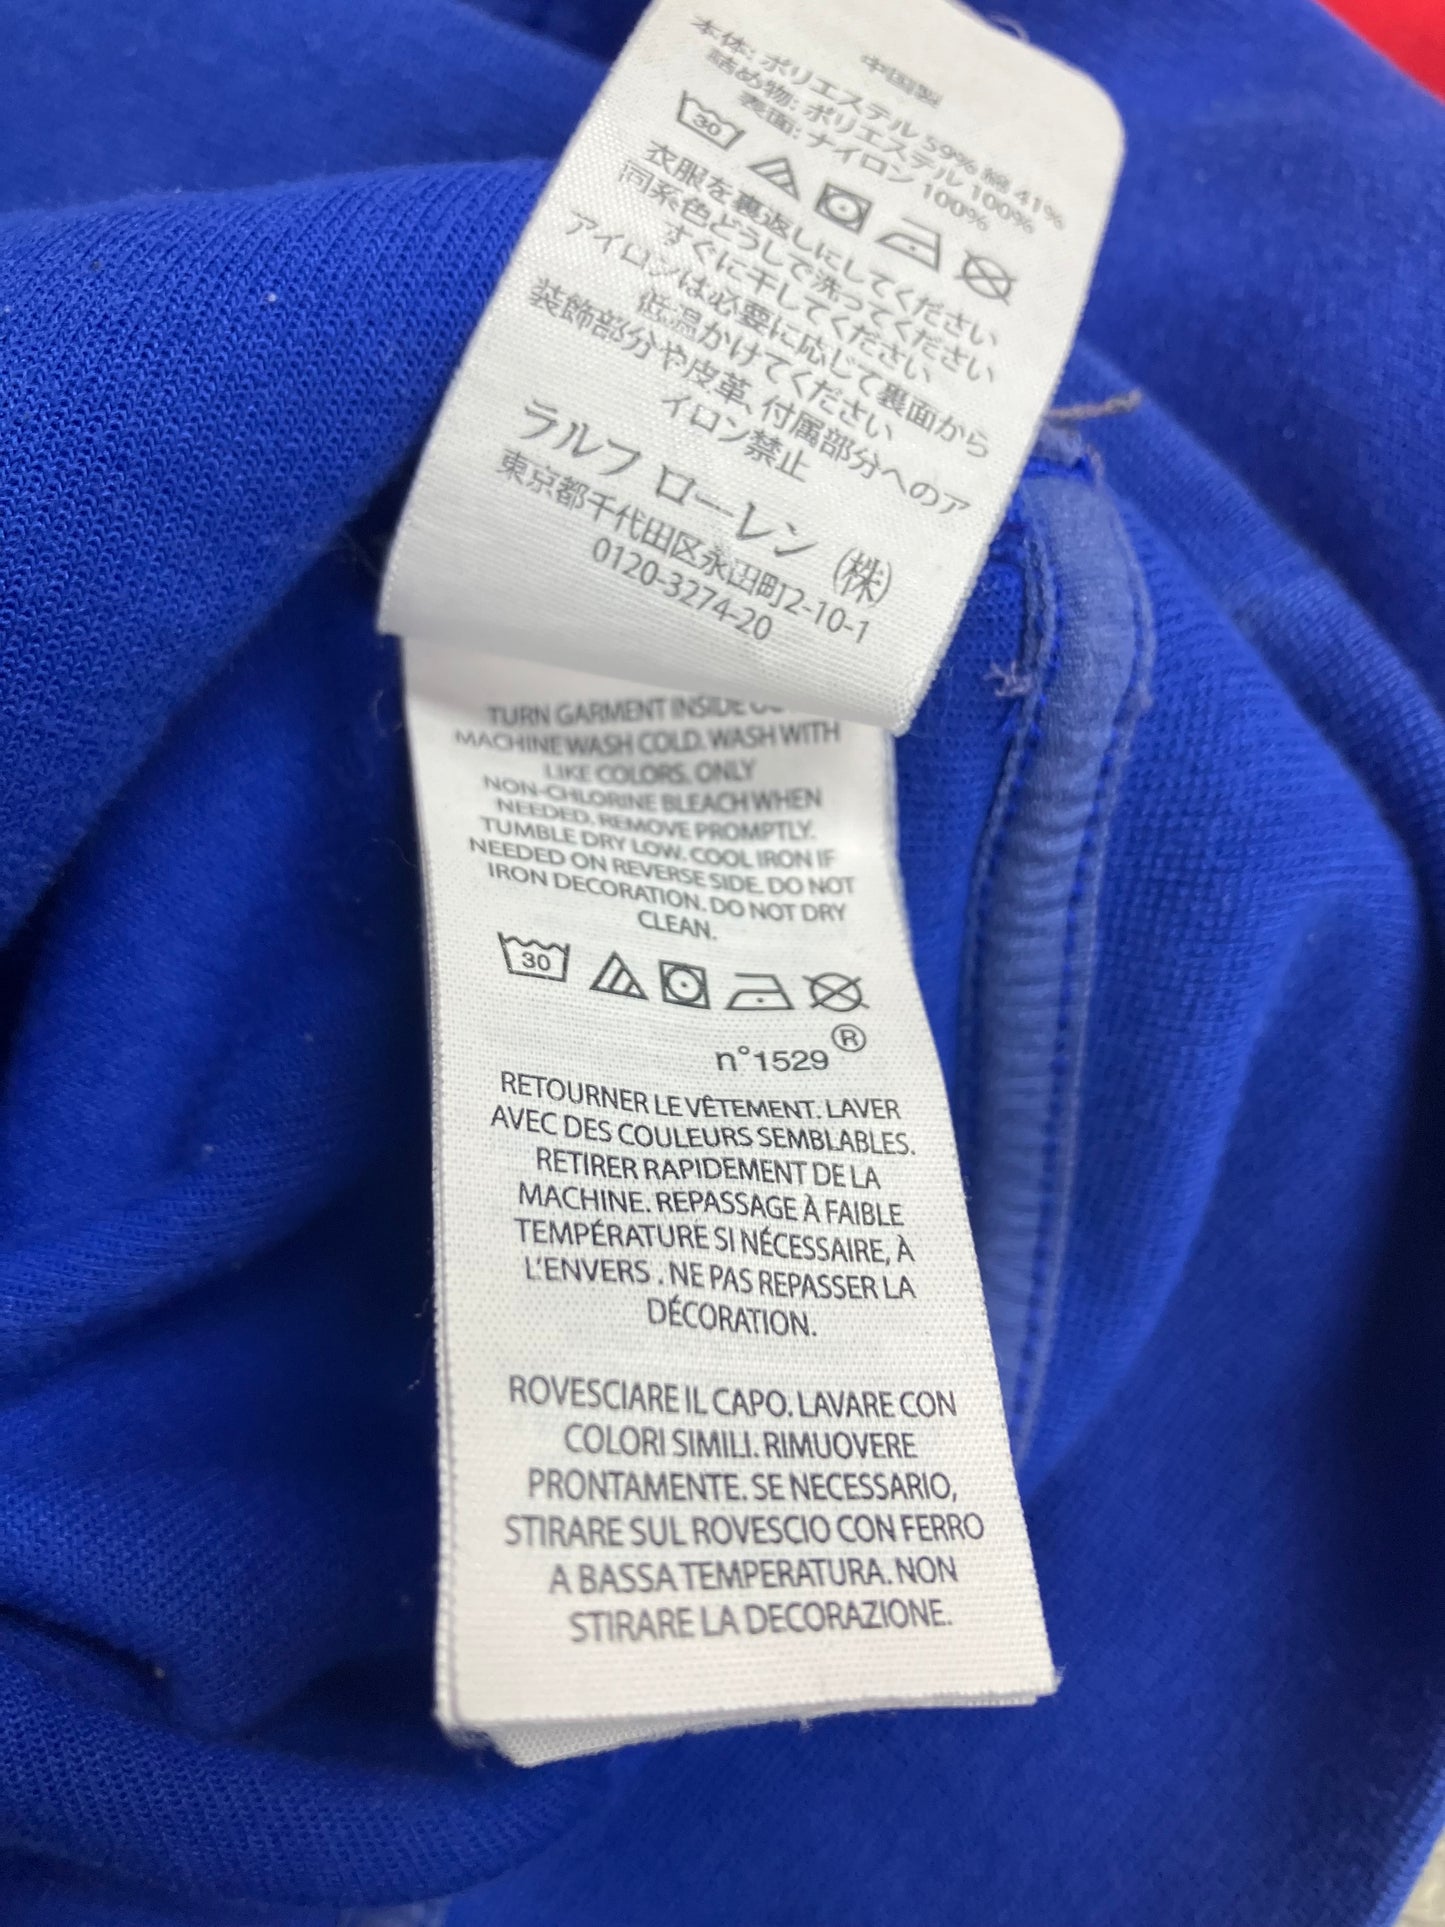 中国製
本体: ポリエステル 59% 綿 41%
詰め物: ポリエステル 100%
表面: ナイロン 100%
30
衣服を裏返しにしてください
同系色どうしで洗ってください
すぐに干してください
アイロンは必要に応じて裏面から
低温かけてください
装飾部分や皮革、付属部分へのア
イロン禁止
ラルフ ローレン (株)
東京都千代田区永田町2-10-1
0120-3274-20
TURN GARMENT INSIDE
MACHINE WASH COLD. WASH WITH
LIKE COLORS. ONLY
NON-CHLORINE BLEACH WHEN
NEEDED. REMOVE PROMPTLY.
TUMBLE DRY LOW. COOL IRON IF
NEEDED ON REVERSE SIDE. DO NOT
IRON DECORATION. DO NOT DRY
CLEAN.
30
n°1529 ®
RETOURNER LE VÊTEMENT. LAVER
AVEC DES COULEURS SEMBLABLES.
RETIRER RAPIDEMENT DE LA
MACHINE. REPASSAGE À FAIBLE
TEMPÉRATURE SI NÉCESSAIRE, À
L'ENVERS . NE PAS REPASSER LA
DÉCORATION.
ROVESCIARE IL CAPO. LAVARE CON
COLORI SIMILI. RIMUOVERE
PRONTAMENTE. SE NECESSARIO,
STIRARE SUL ROVESCIO CON FERRO
A BASSA TEMPERATURA. NON
STIRARE LA DECORAZIONE.